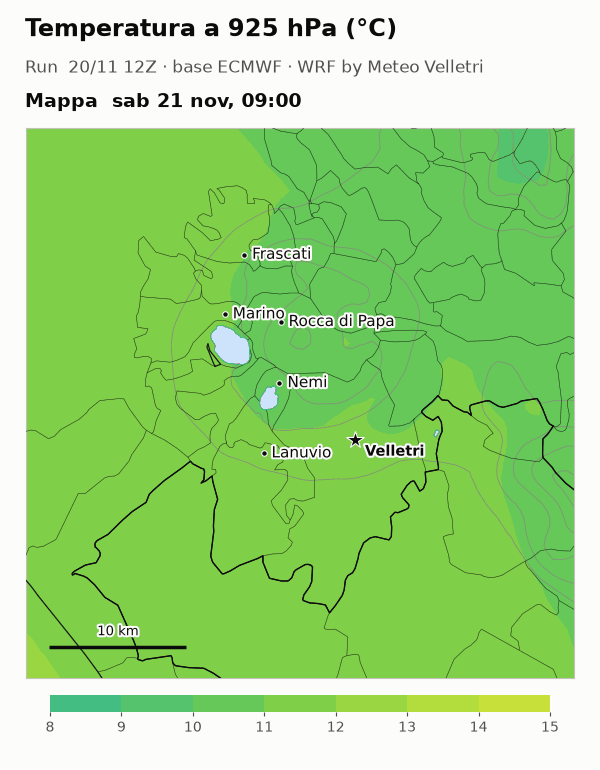 Temperatura a 925 hPa (°C)
Run  20/11 12Z · base ECMWF · WRF by Meteo Velletri
Mappa  sab 21 nov, 09:00
Frascati
Marino
Rocca di Papa
Nemi
Velletri
Lanuvio
10 km
8 9 10 11 12 13 14 15